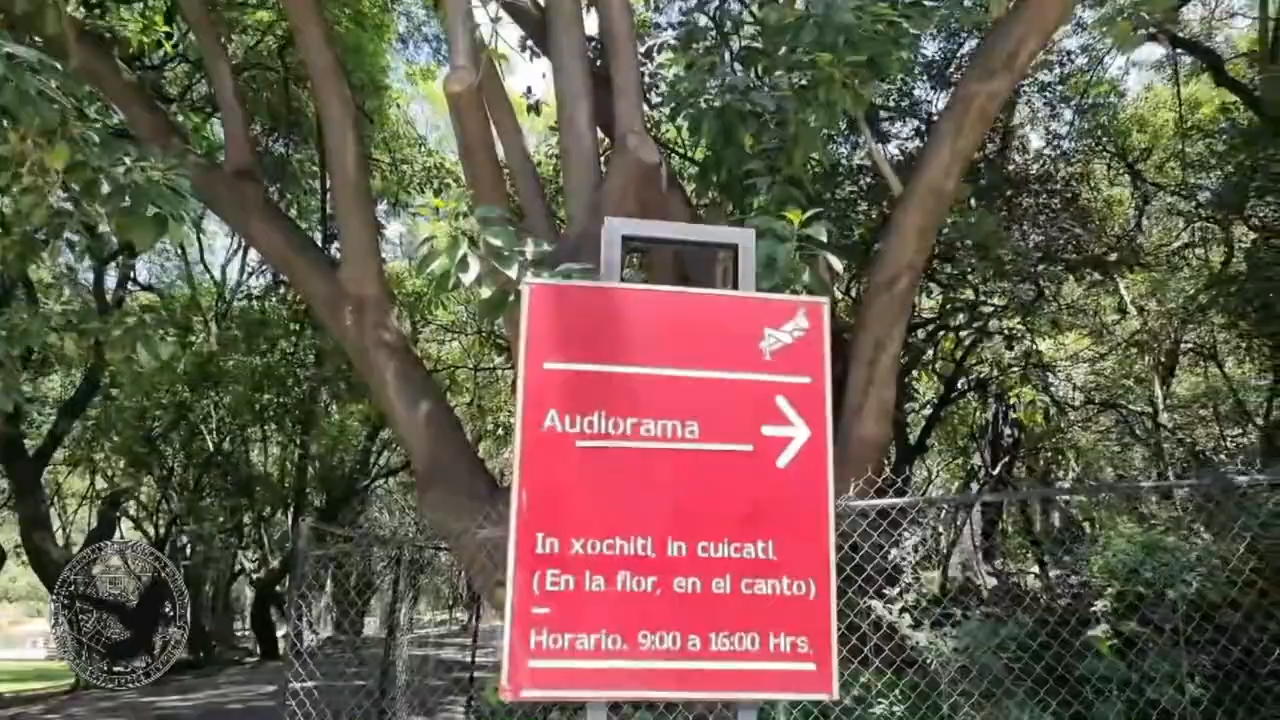 Audiorama
In xochitl, in cuicatl,
(En la flor, en el canto)
Horario. 9:00 a 16:00 Hrs.